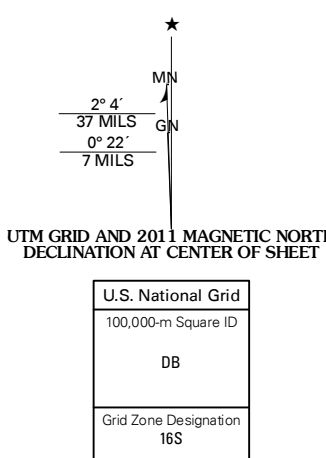 ★
MN
2° 4´
37 MILS
GN
0° 22´
7 MILS
UTM GRID AND 2011 MAGNETIC NORTH
DECLINATION AT CENTER OF SHEET
U.S. National Grid
100,000-m Square ID
DB
Grid Zone Designation
16S